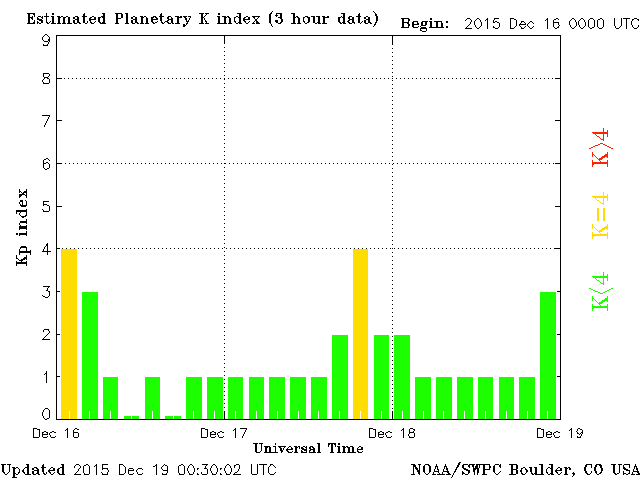 Estimated Planetary K index (3 hour data) Begin: 2015 Dec 16 0000 UTC
9
8
7
6
5
4
3
2
1
0
Kp index
K>4
K=4
K<4
Dec 16 Dec 17 Dec 18 Dec 19
Universal Time
Updated 2015 Dec 19 00:30:02 UTC NOAA/SWPC Boulder, CO USA